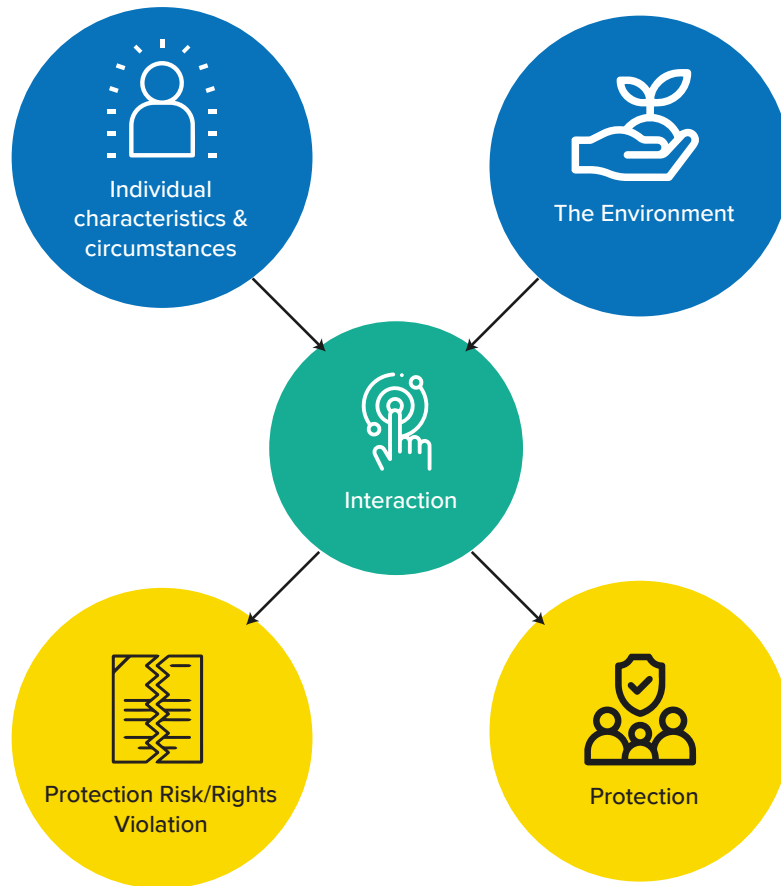 Individual
characteristics &
circumstances
The Environment
Interaction
Protection Risk/Rights
Violation
Protection